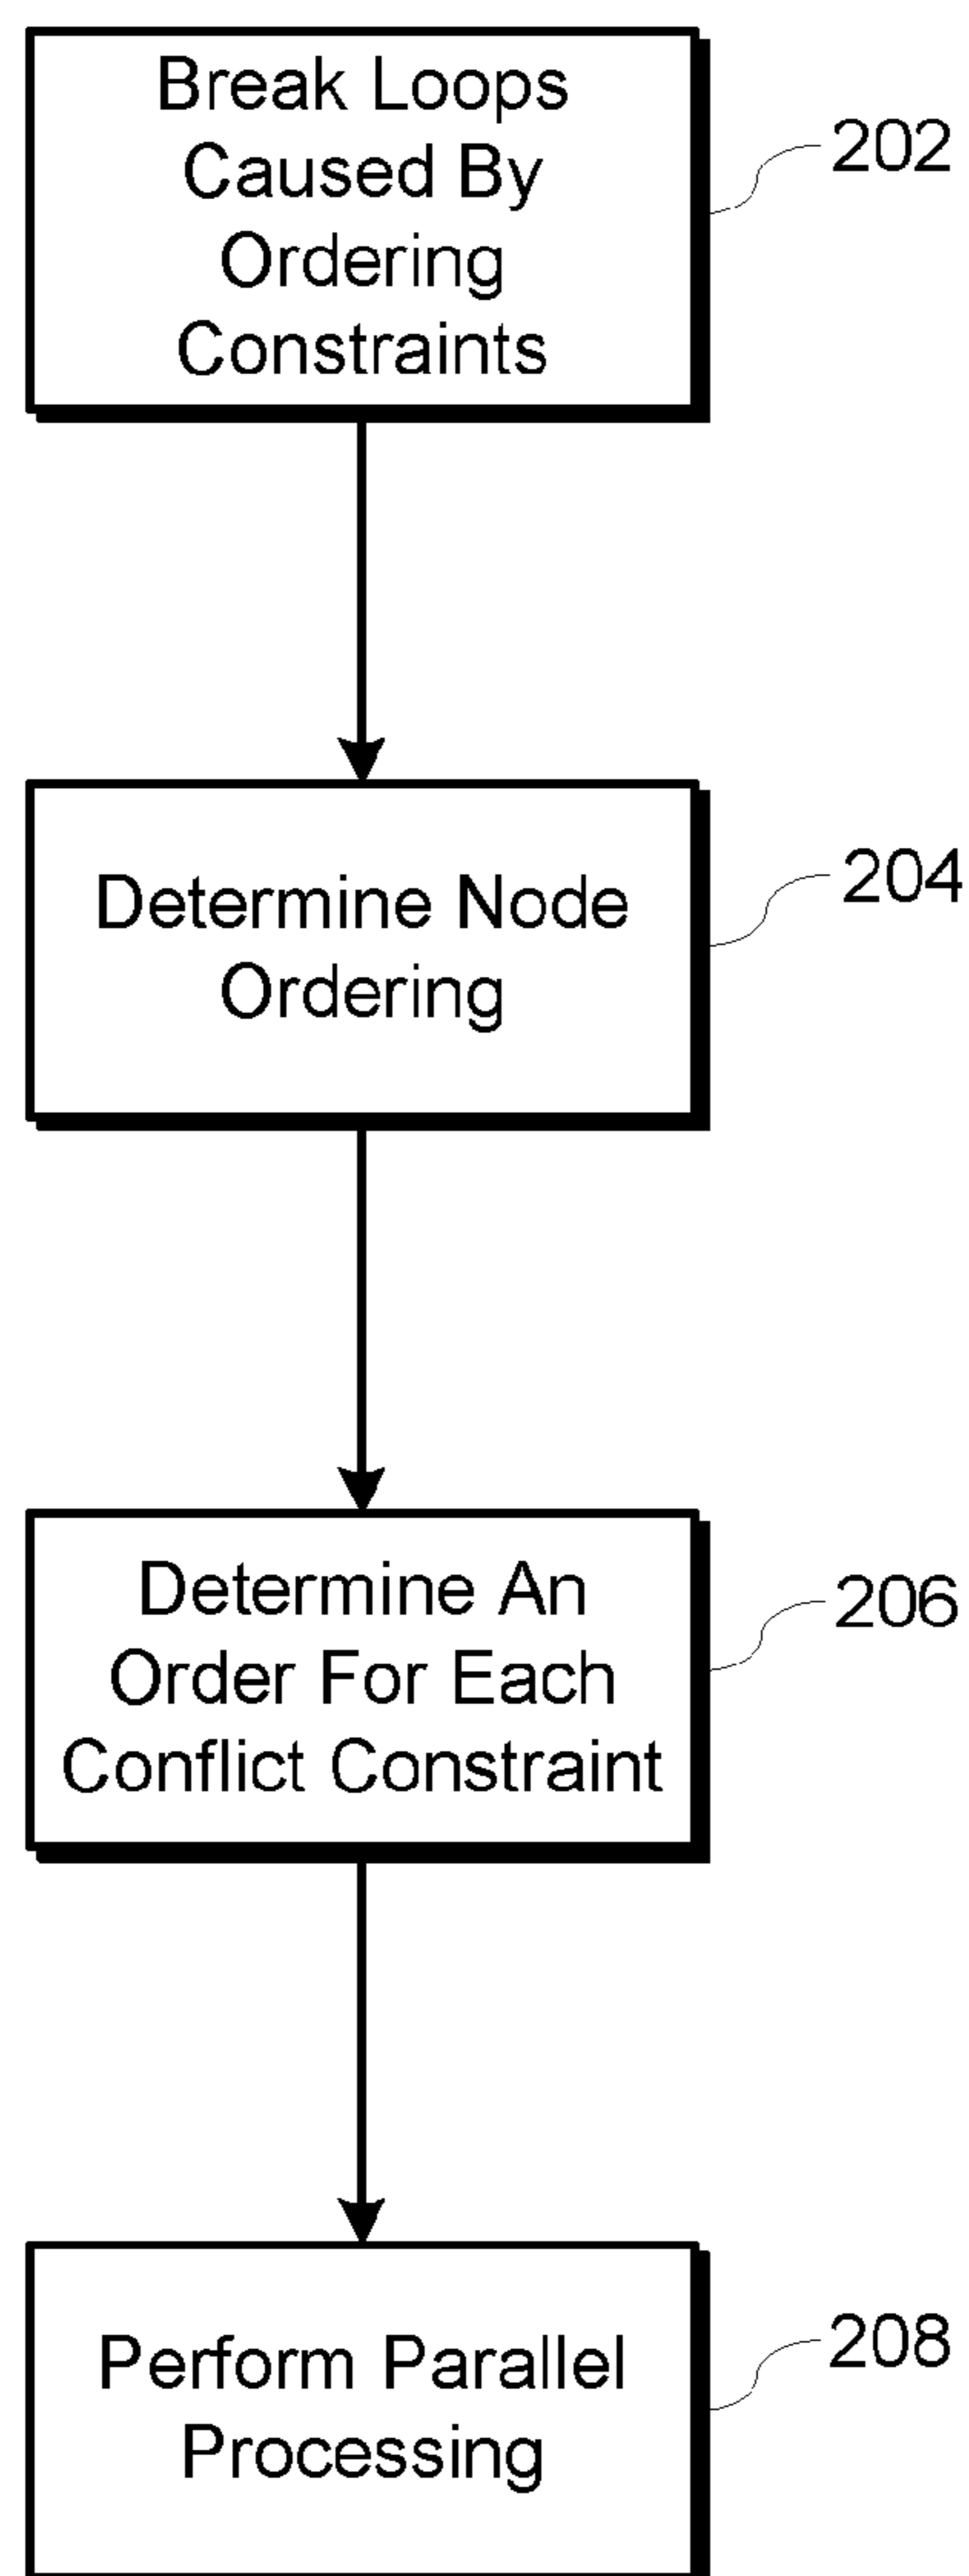 Break Loops
Caused By
Ordering
Constraints
202
Determine Node
Ordering
204
Determine An
Order For Each
Conflict Constraint
206
Perform Parallel
Processing
208